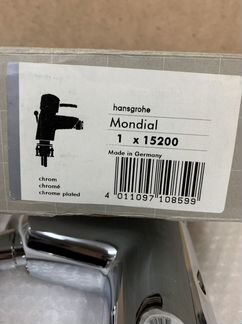 hansgrohe
Mondial
1 x 15200
Made in Germany
chrom
chromé
chrome plated
4 011097 108599